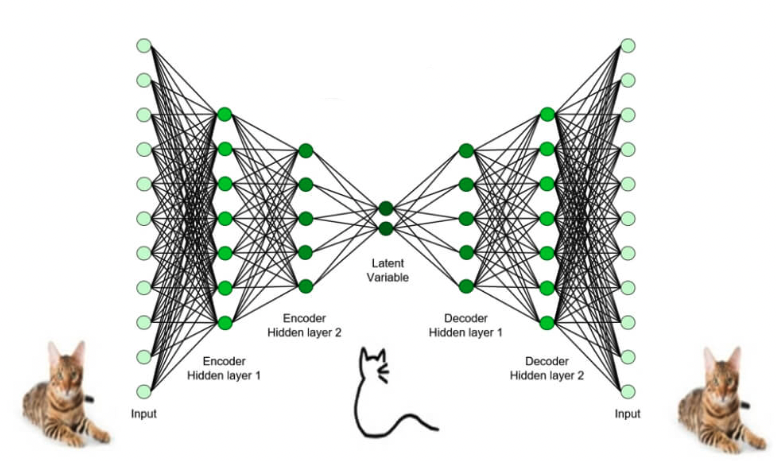 Latent
Variable
Encoder
Hidden layer 2
Decoder
Hidden layer 1
Encoder
Hidden layer 1
Decoder
Hidden layer 2
Input
Input